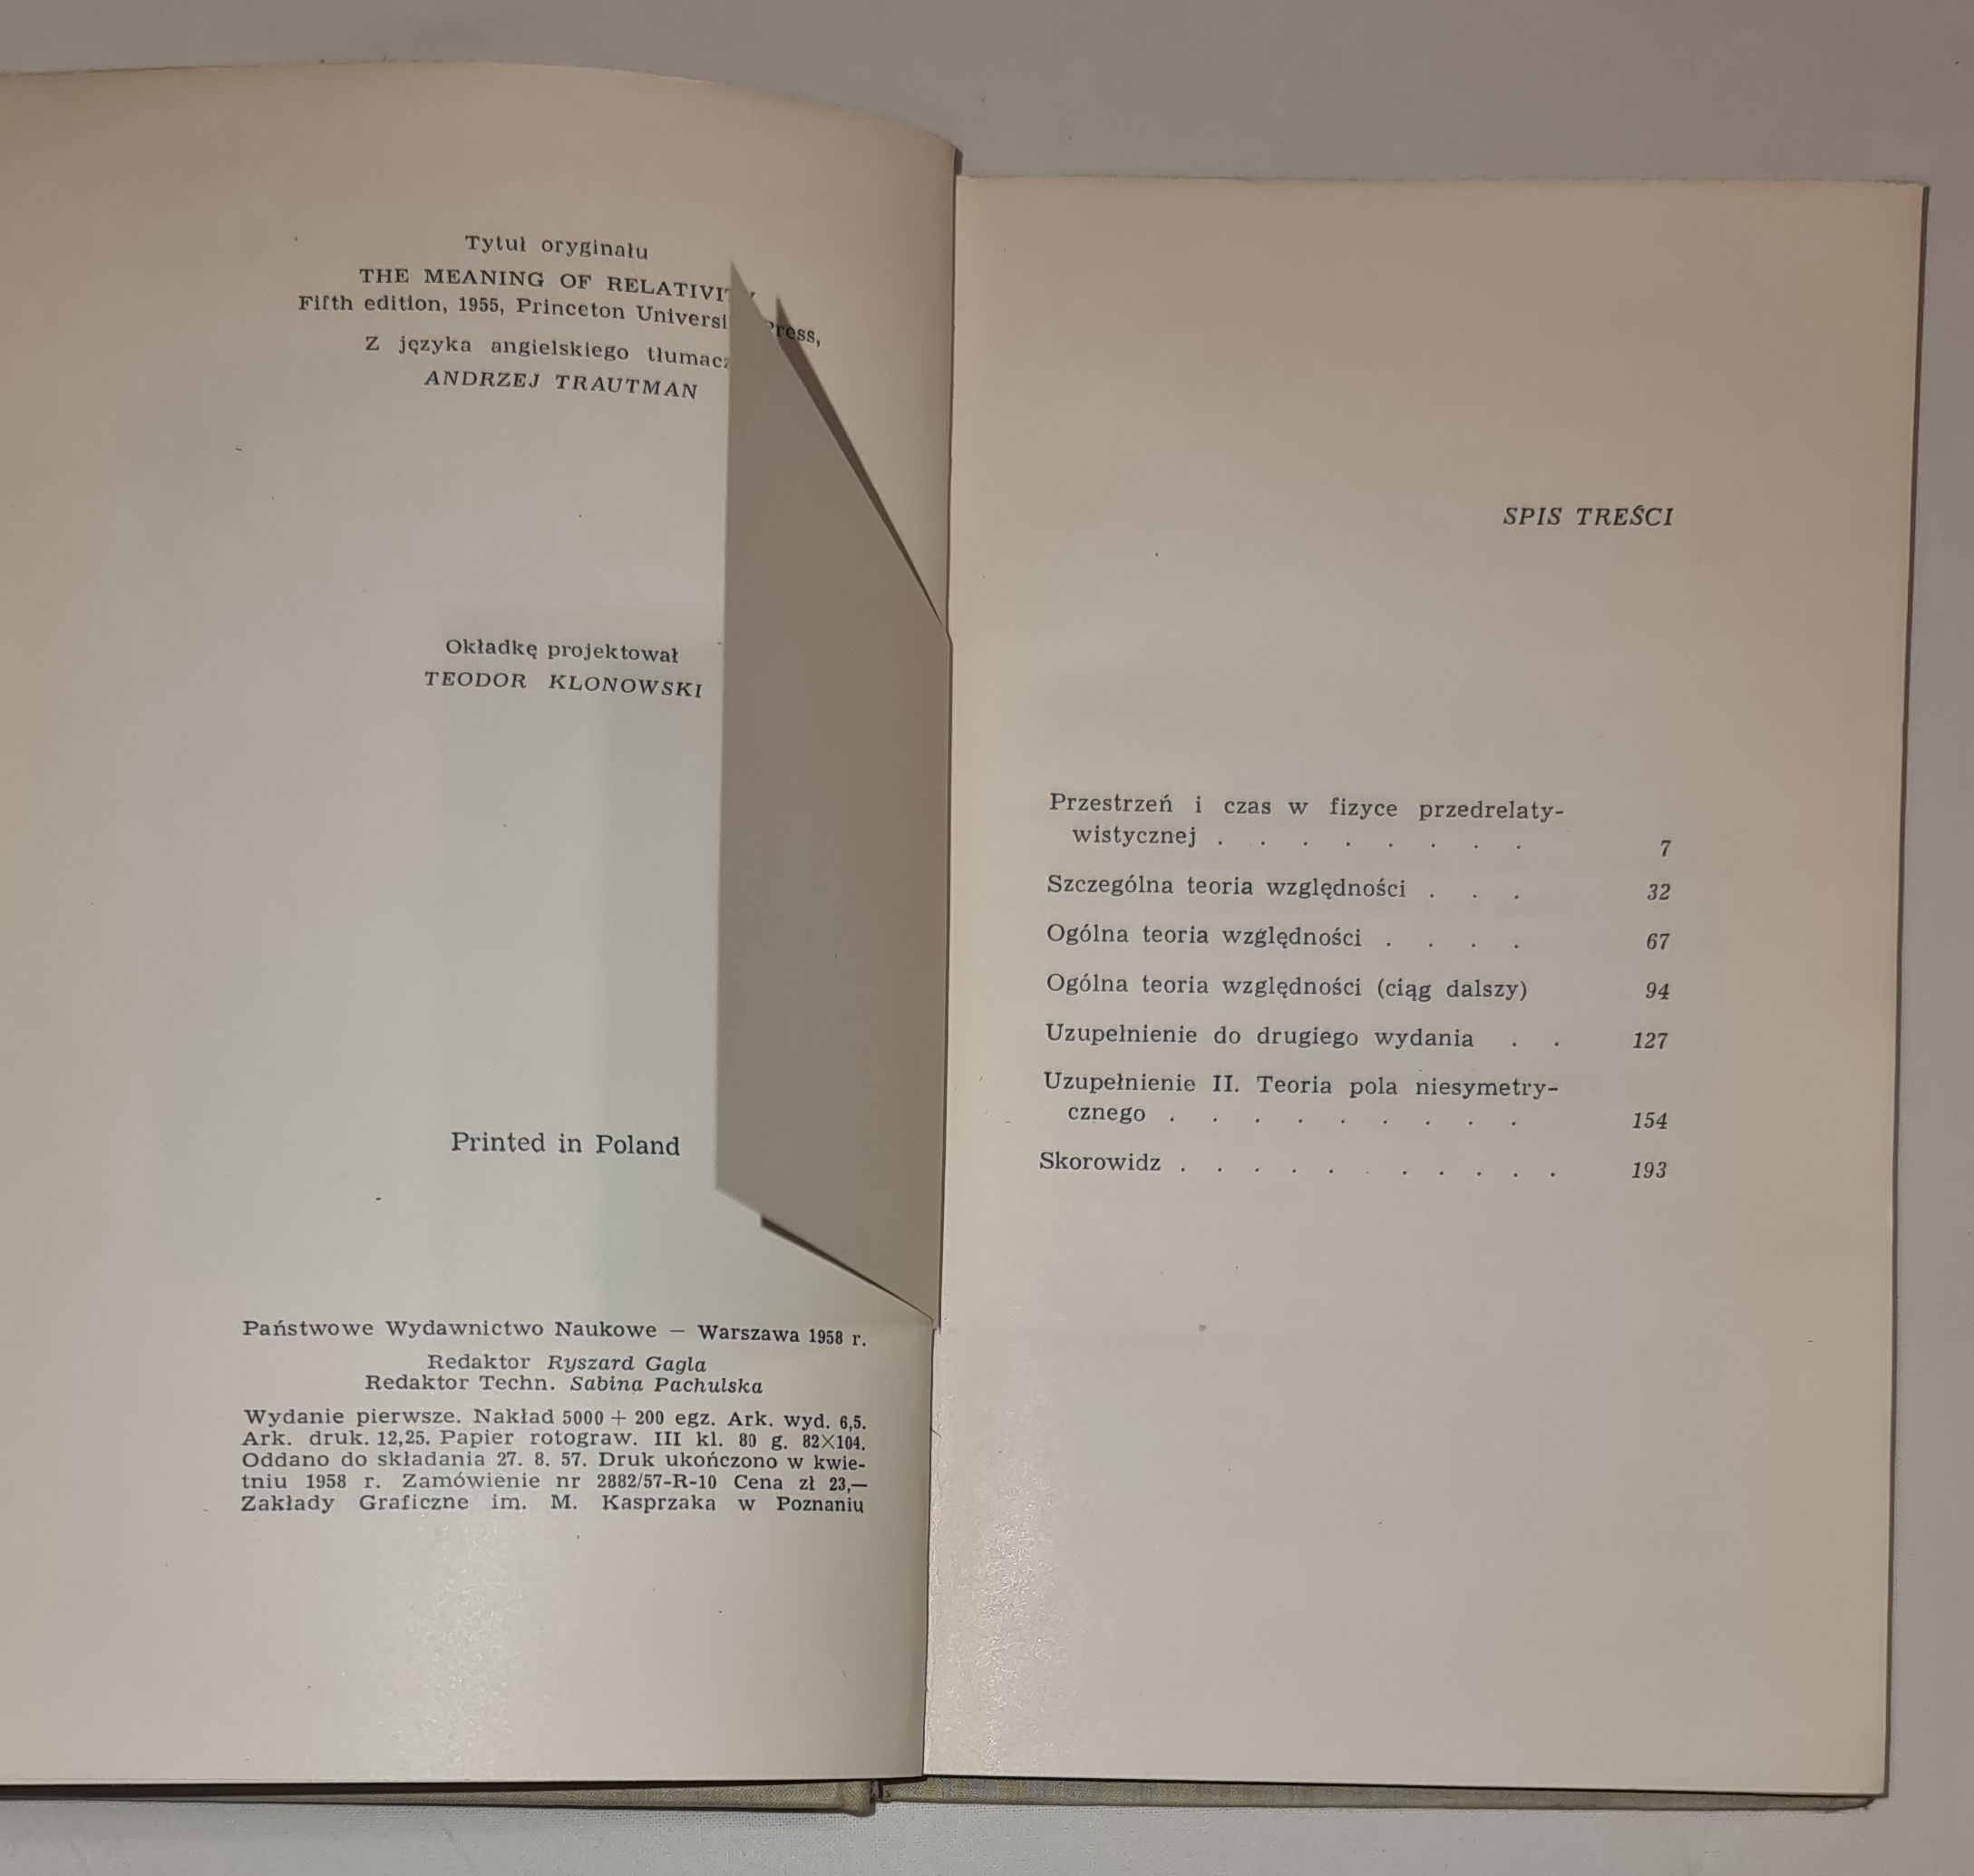 Tytuł oryginału
THE MEANING OF RELATIVITY
Fifth edition, 1955, Princeton Press,
Z języka angielskiego
ANDRZEJ TRAUTMAN
Okładkę projektował
TEODOR KLONOWSKI
Printed in Poland
Państwowe Wydawnictwo Naukowe — Warszawa 1958 r.
Redaktor Ryszard Gagla
Redaktor Techn. Sabina Pachulska
Wydanie pierwsze. Nakład 5000 + 200 egz. Ark. wyd. 6,5.
Ark. druk. 12,25. Papier rotograw. III kl. 80 g. 82×104.
Oddano do składania 27. 8. 57. Druk ukończono w kwie-
tniu 1958 r. Zamówienie nr 2882/57-R-10 Cena zł 23,—
Zakłady Graficzne im. M. Kasprzaka w Poznaniu
SPIS TREŚCI
Przestrzeń i czas w fizyce przedrelaty-
wistycznej . . . . . . . . 7
Szczególna teoria względności . . . 32
Ogólna teoria względności . . . . 67
Ogólna teoria względności (ciąg dalszy) 94
Uzupełnienie do drugiego wydania . . 127
Uzupełnienie II. Teoria pola niesymetry-
cznego . . . . . . . . . 154
Skorowidz . . . . . . . . . . . 193